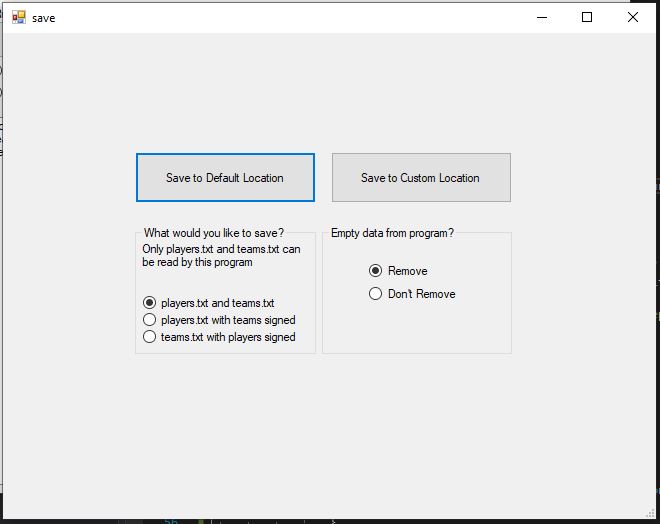 save
Save to Default Location
Save to Custom Location
What would you like to save?
Only players.txt and teams.txt can
be read by this program
players.txt and teams.txt
players.txt with teams signed
teams.txt with players signed
Empty data from program?
Remove
Don't Remove